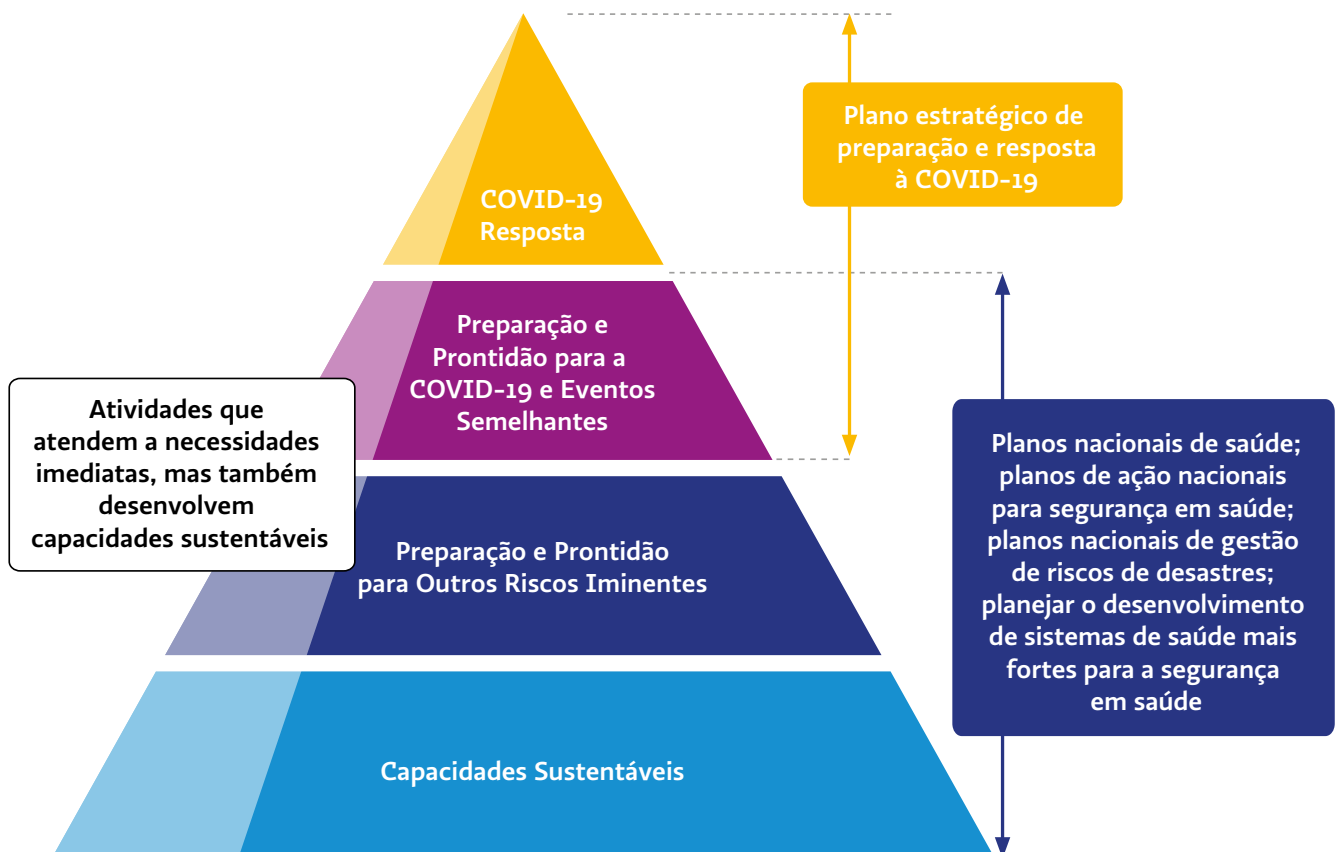 Plano estratégico de
preparação e resposta
à COVID-19
COVID-19
Resposta
Preparação e
Prontidão para a
COVID-19 e Eventos
Semelhantes
Atividades que
atendem a necessidades
imediatas, mas também
desenvolvem
capacidades sustentáveis
Planos nacionais de saúde;
planos de ação nacionais
para segurança em saúde;
planos nacionais de gestão
de riscos de desastres;
planejar o desenvolvimento
de sistemas de saúde mais
fortes para a segurança
em saúde
Preparação e Prontidão
para Outros Riscos Iminentes
Capacidades Sustentáveis